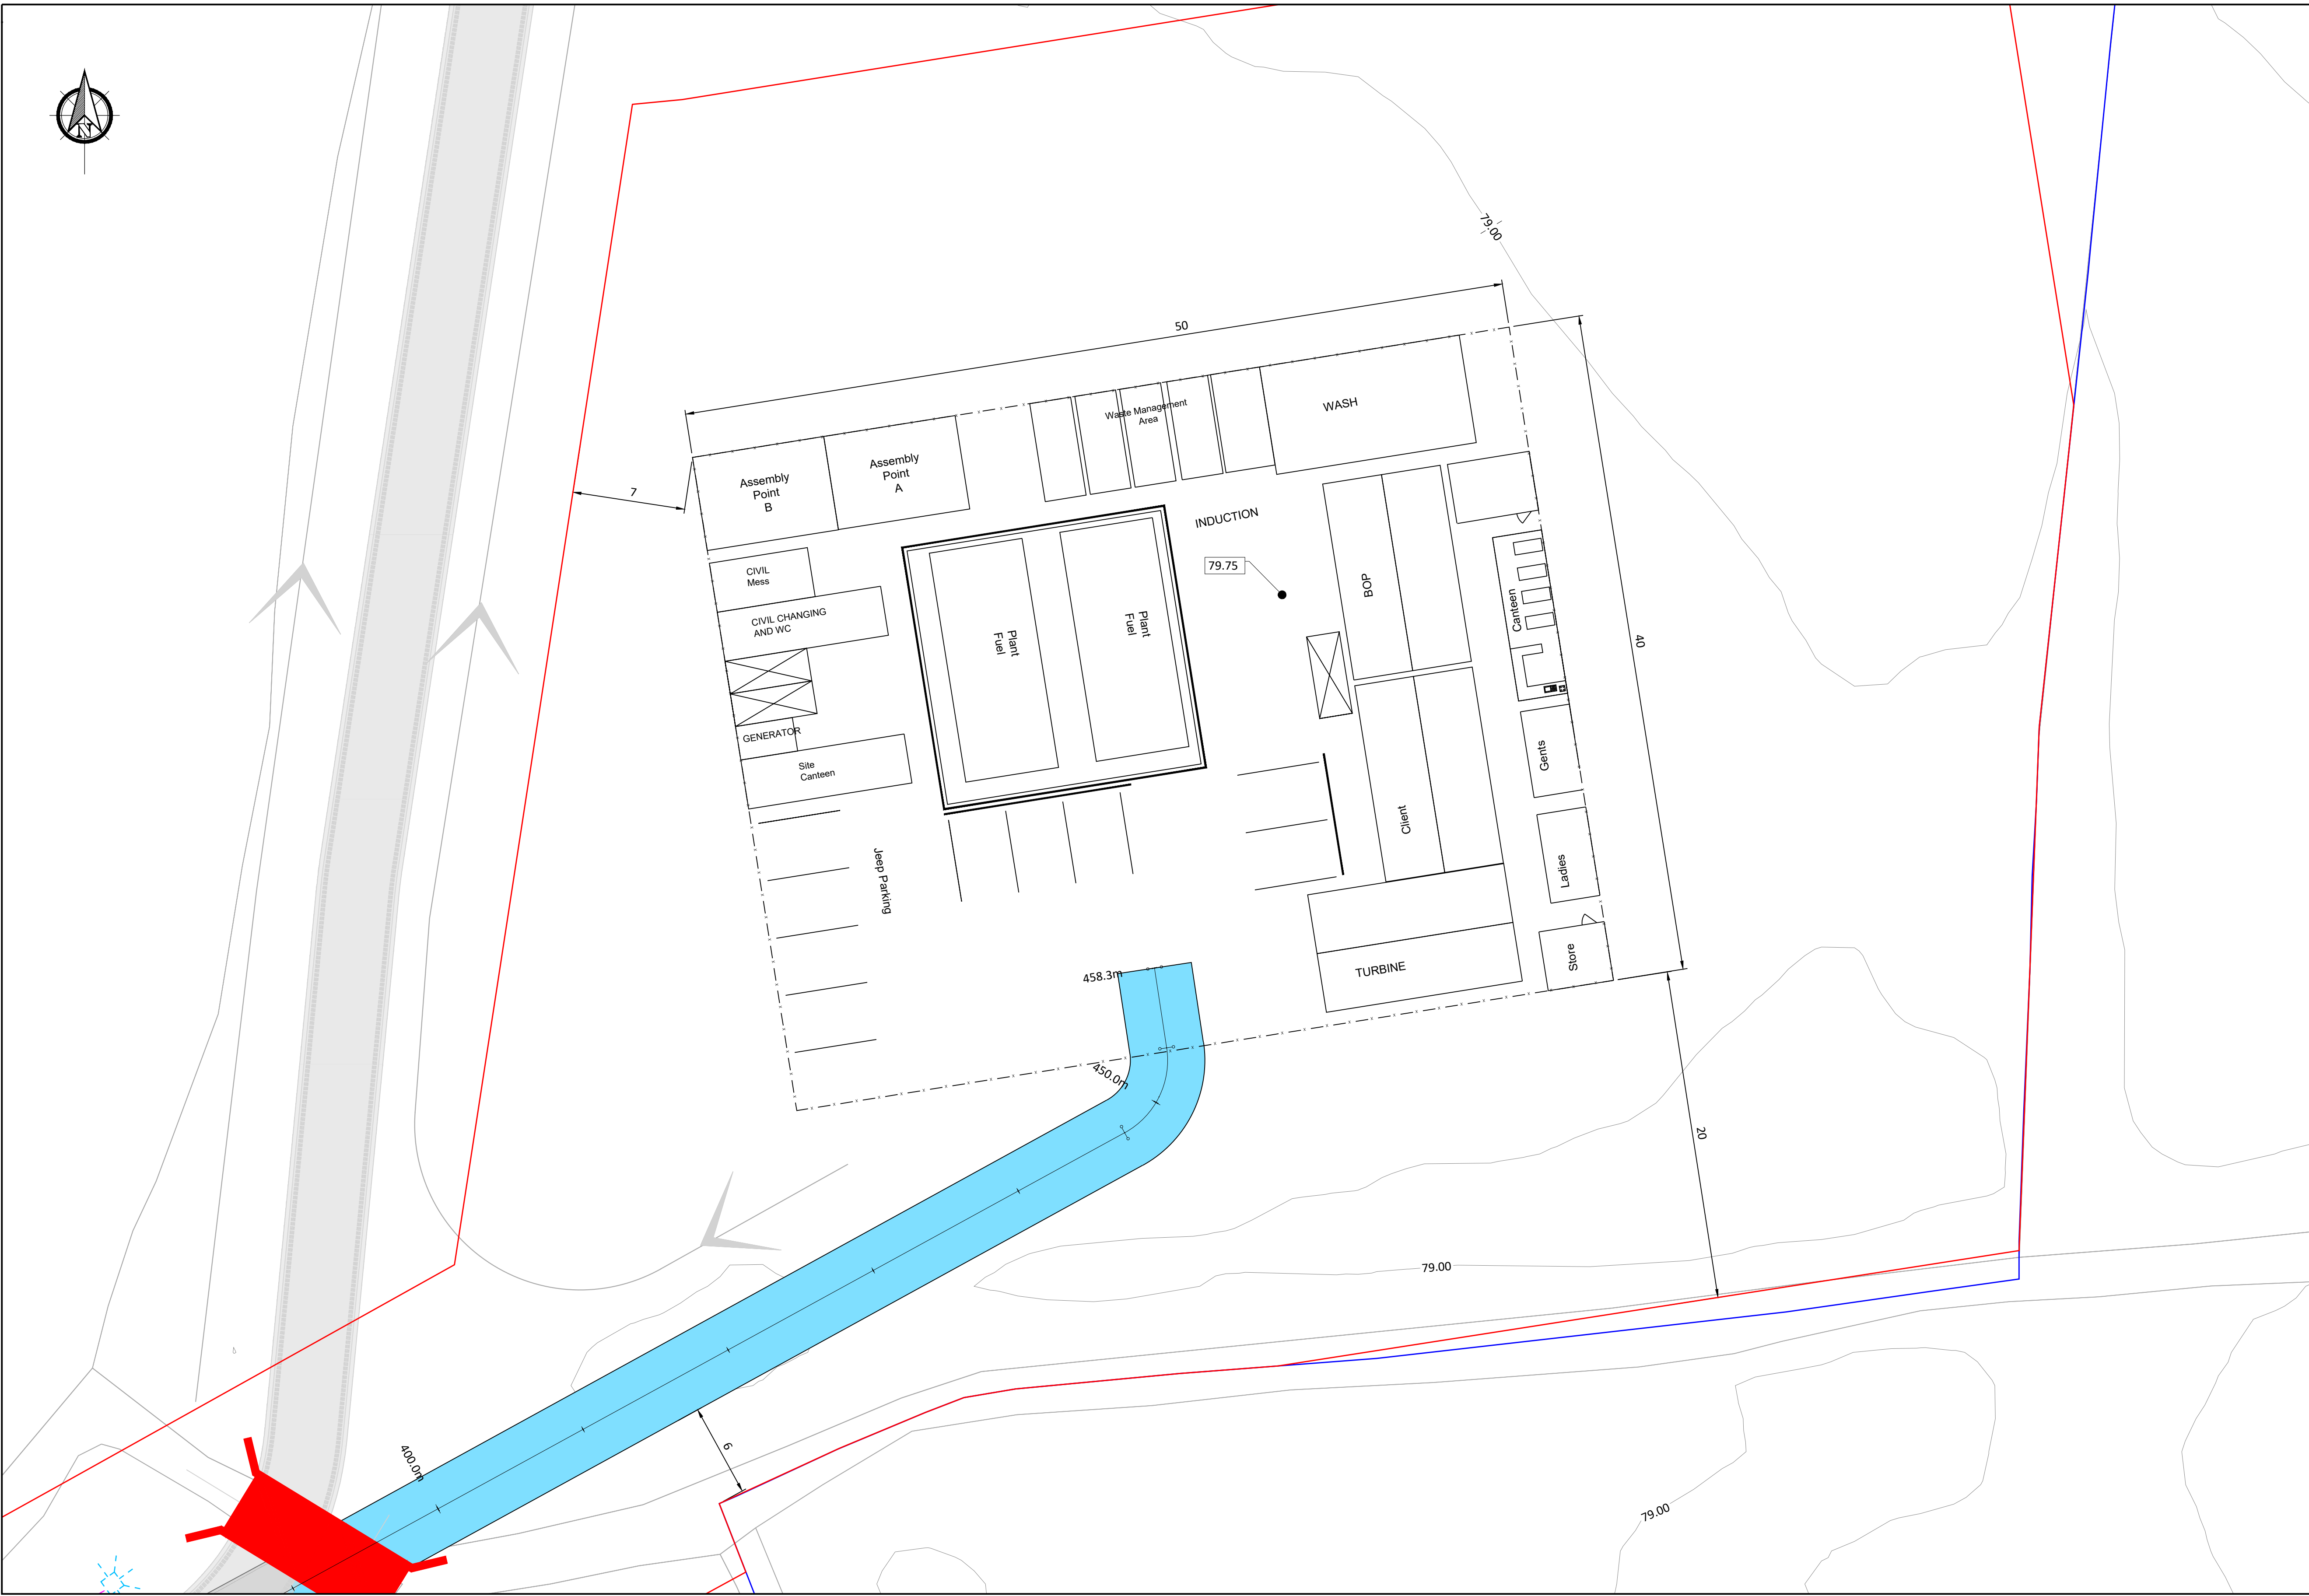 N
79.00
50
WASH
Waste Management
Area
7
Assembly
Point
B
Assembly
Point
A
INDUCTION
79.75
CIVIL
Mess
CIVIL CHANGING
AND WC
Plant
Fuel
Plant
Fuel
BOP
Canteen
40
GENERATOR
Site
Canteen
Gents
Client
Jeep Parking
Ladies
Store
TURBINE
458.3m
450.0m
20
79.00
6
400.0m
79.00